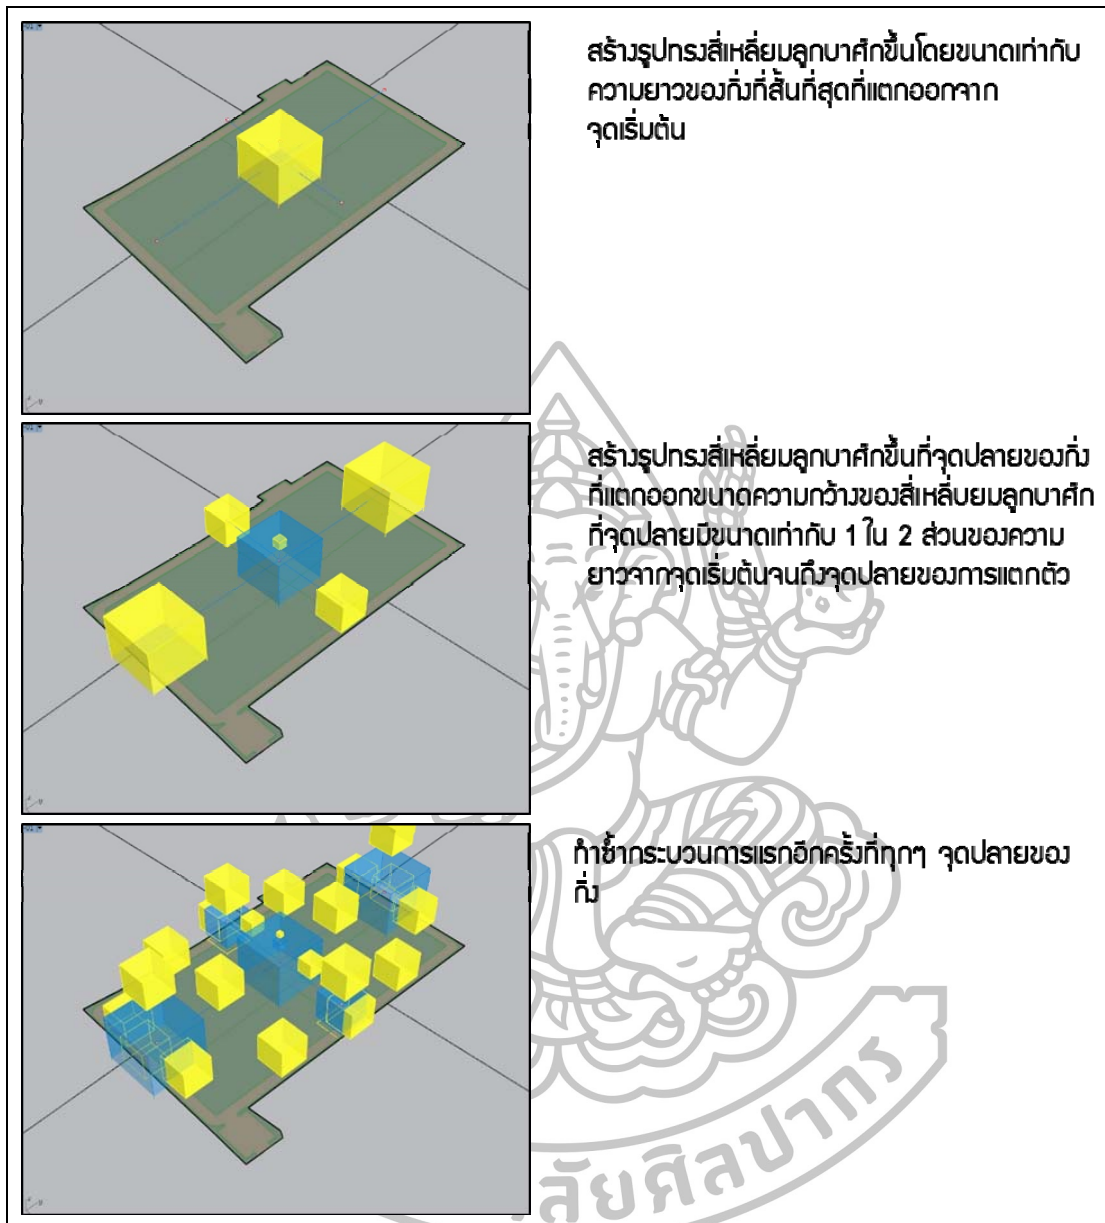 สร้างรูปทรงสี่เหลี่ยมลูกบาศักขึ้นโดยขนาดเท่ากับ
ความยาวของกิ่งที่สั้นที่สุดที่แตกออกจาก
จุดเริ่มต้น
สร้างรูปทรงสี่เหลี่ยมลูกบาศักขึ้นที่จุดปลายของกิ่ง
ที่แตกออกขนาดความกว้างของสี่เหลี่บยมลูกบาศัก
ที่จุดปลายมีขนาดเท่ากับ 1 ใน 2 ส่วนของความ
ยาวจากจุดเริ่มต้นจนถึงจุดปลายของการแตกตัว
ทำซ้ำกระบวนการแรกอีกครั้งที่ทุกๆ จุดปลายของ
กิ่ง
ลัยศิลปากร